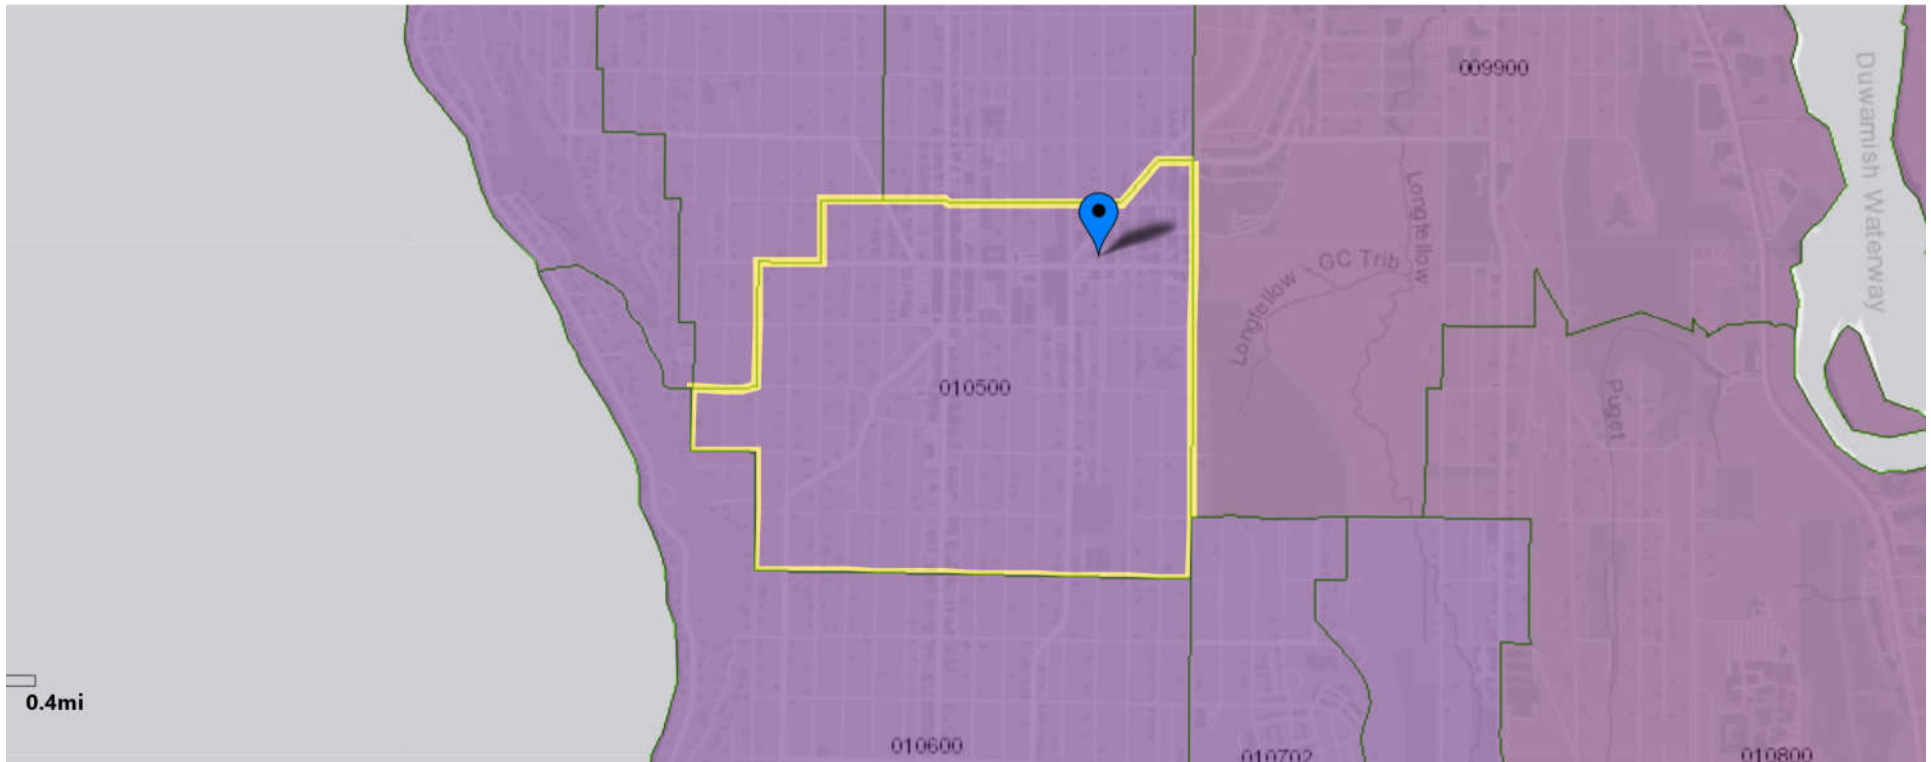 009900
Duwamish Waterway
Longfellow
Longfellow - GC Trib
010500
Puget
0.4mi
010600
010702
010800